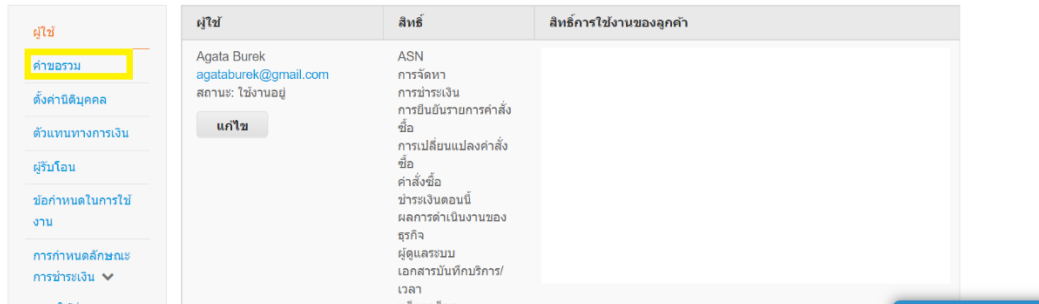 ผู้ใช้
คำขอรวม
ตั้งค่านิติบุคคล
ตัวแทนทางการเงิน
ผู้รับโอน
ข้อกำหนดในการใช้
งาน
การกำหนดลักษณะ
การชำระเงิน
ผู้ใช้
สิทธิ์
สิทธิ์การใช้งานของลูกค้า
Agata Burek
agataburek@gmail.com
สถานะ: ใช้งานอยู่
แก้ไข
ASN
การจัดหา
การชำระเงิน
การยืนยันรายการคำสั่ง
ซื้อ
การเปลี่ยนแปลงคำสั่ง
ซื้อ
คำสั่งซื้อ
ชำระเงินตอนนี้
ผลการดำเนินงานของ
ธุรกิจ
ผู้ดูแลระบบ
เอกสารบันทึกบริการ/
เวลา